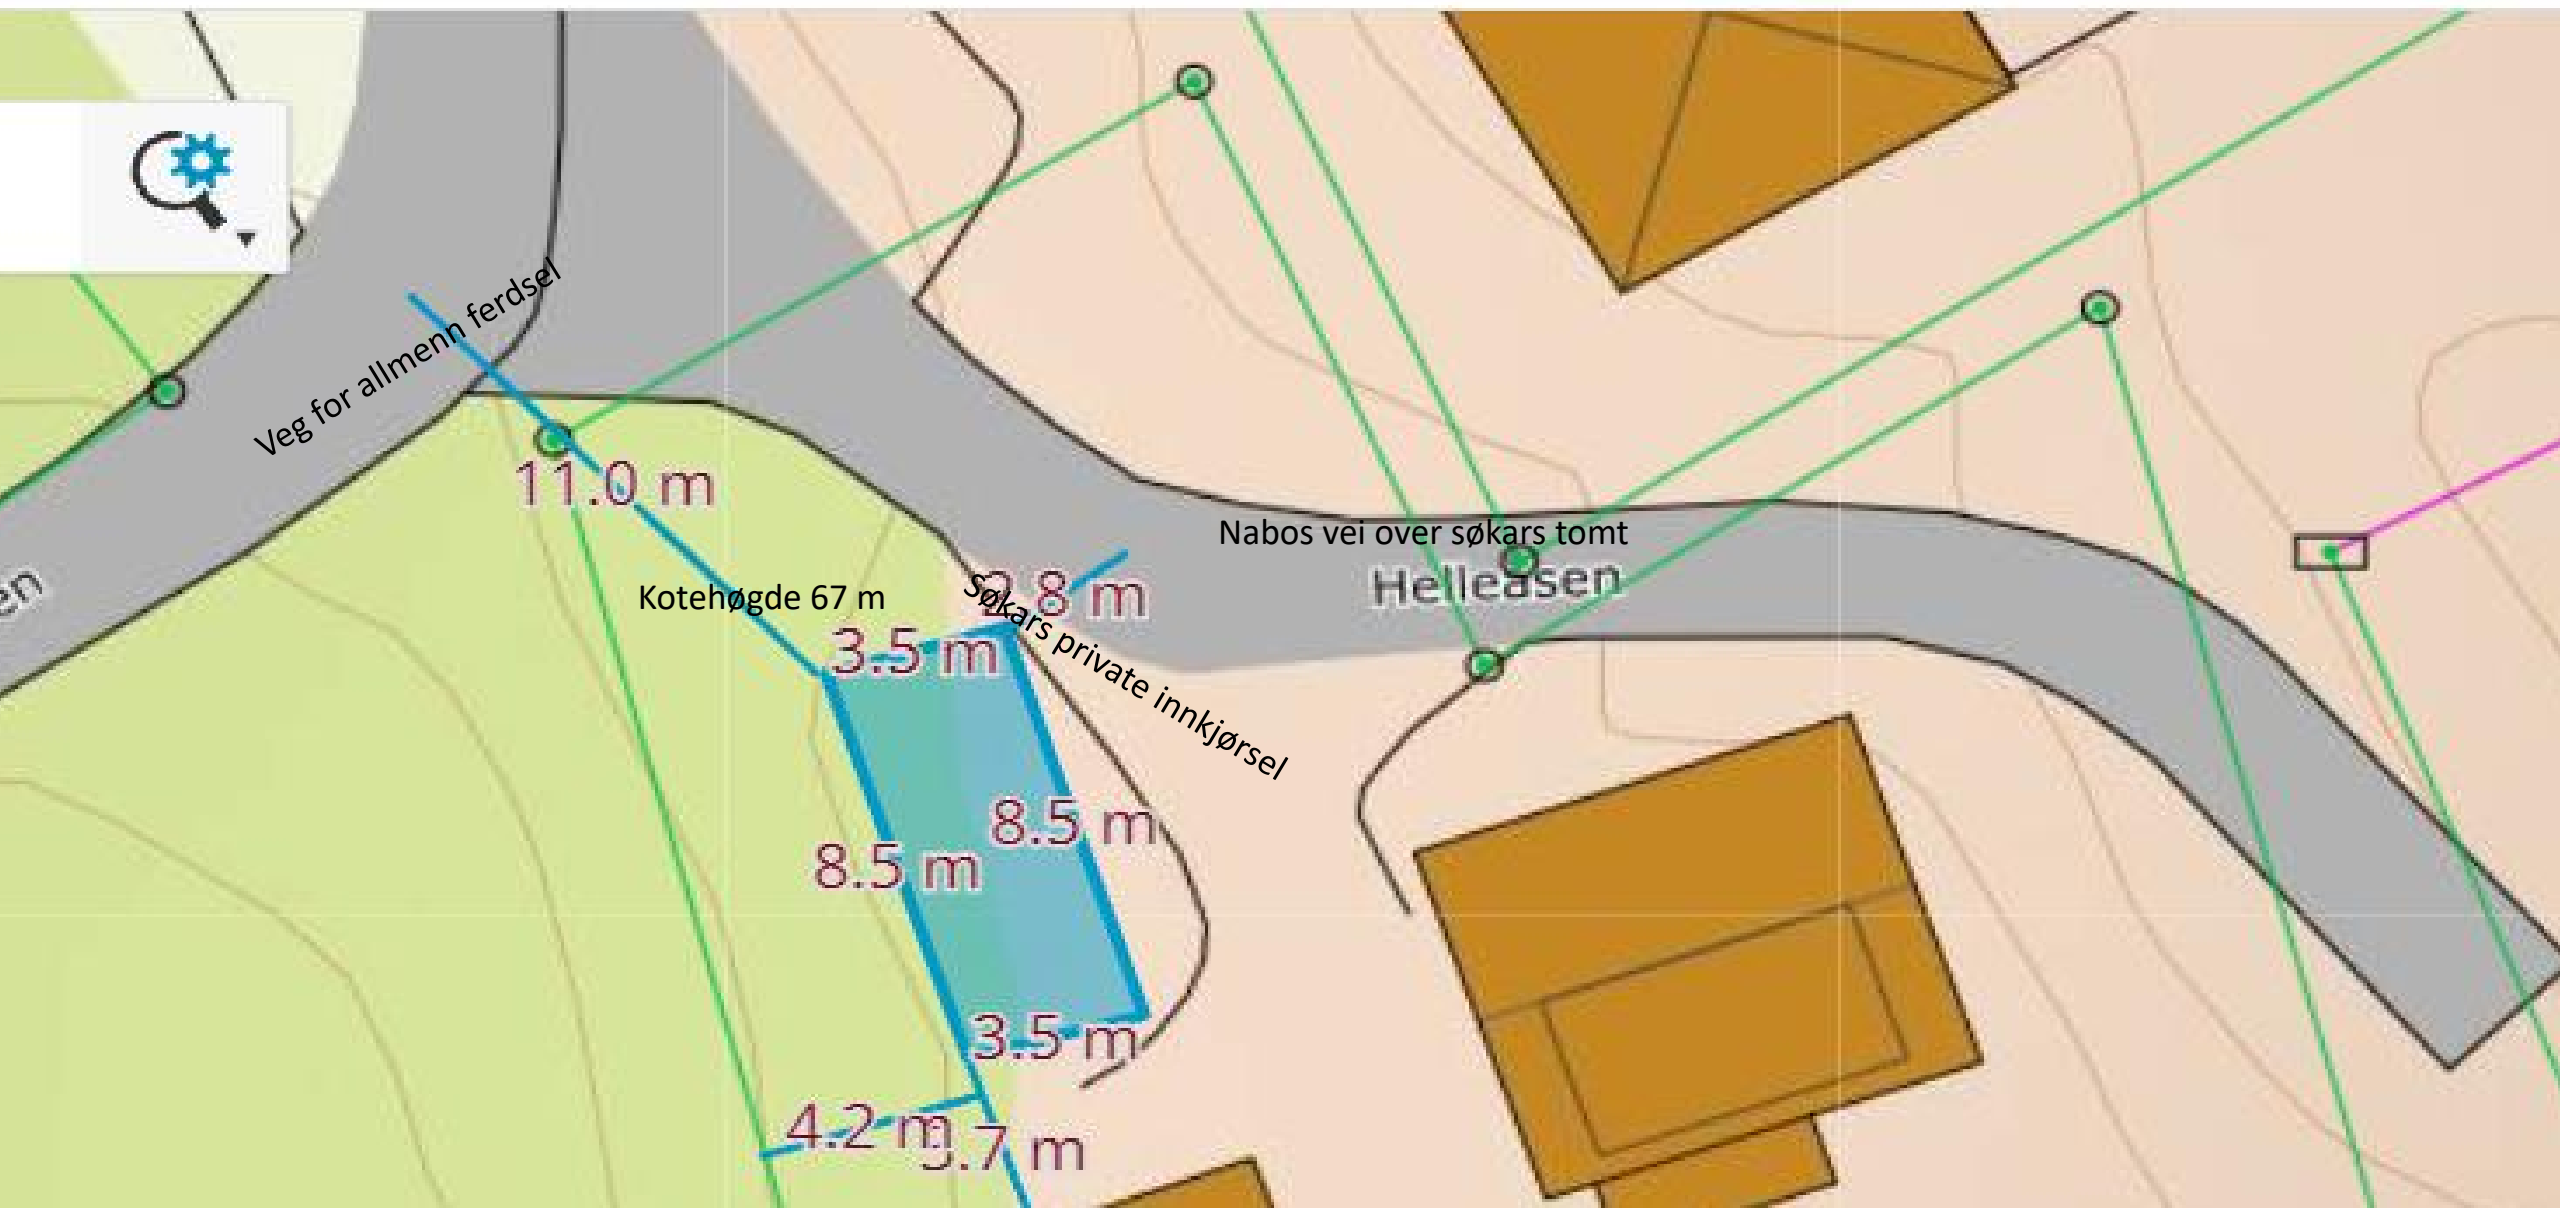 Veg for allmenn ferdsel
11.0 m
Nabos vei over søkars tomt
Helleåsen
en
Kotehøgde 67 m
2.8 m
Søkars private innkjørsel
3.5 m
8.5 m
8.5 m
3.5 m
4.2 m
.7 m